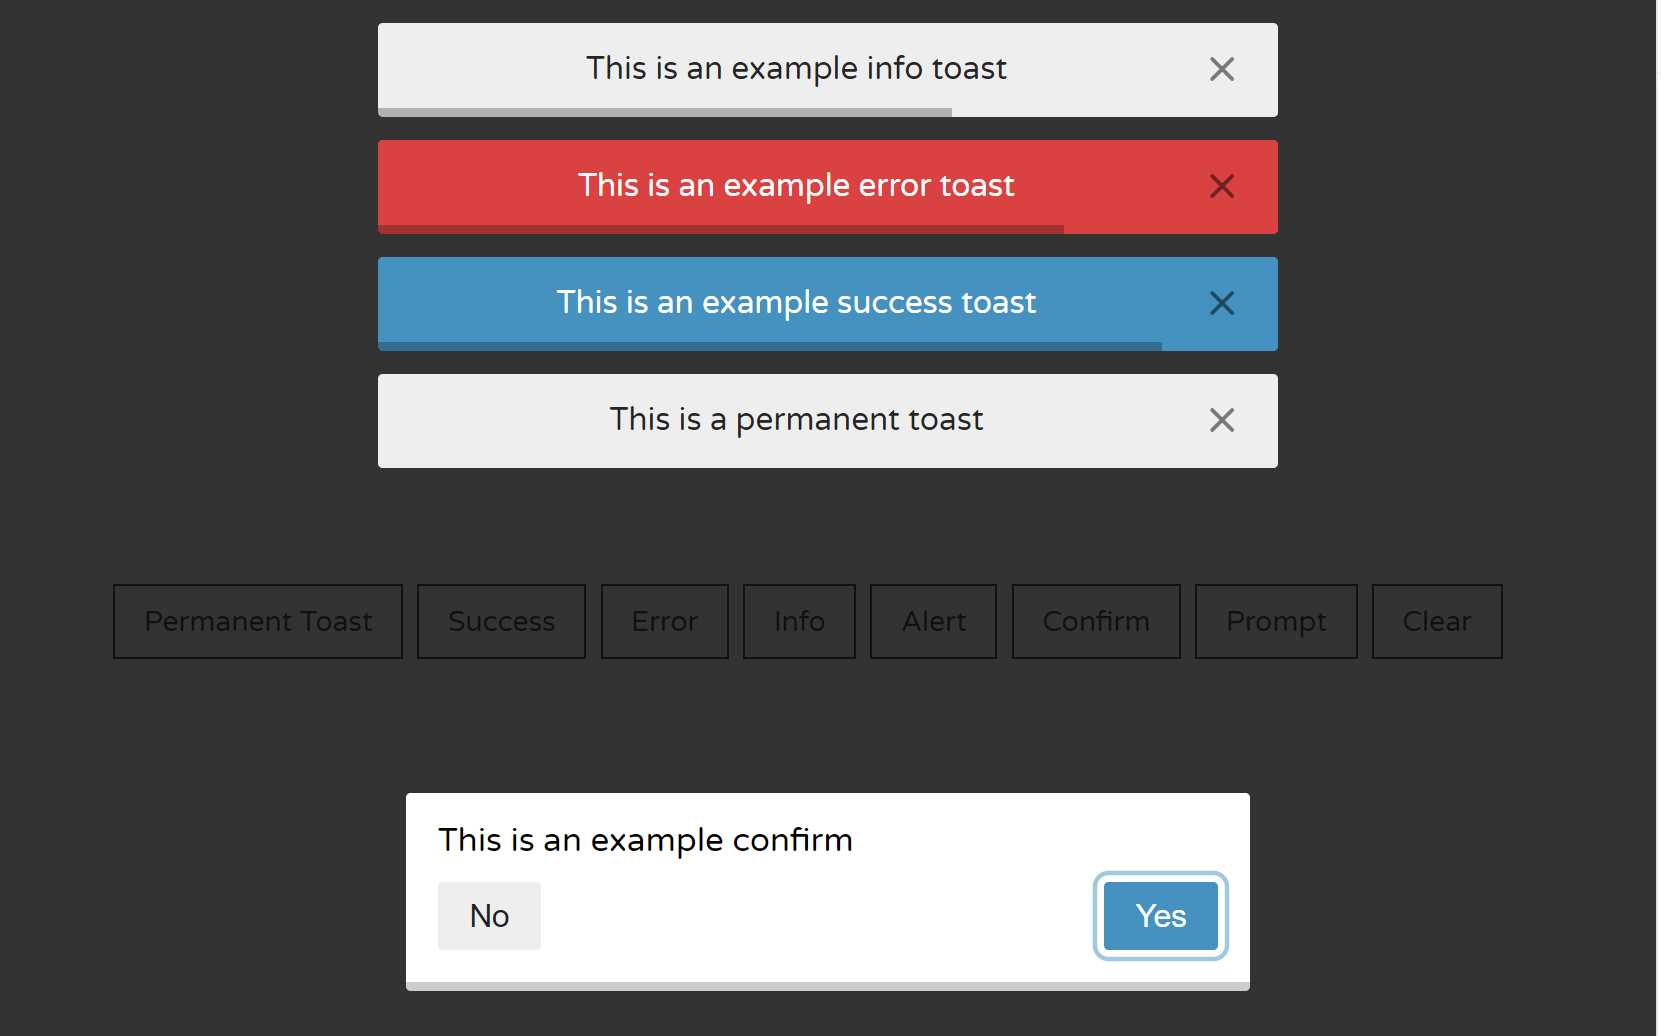 This is an example info toast
This is an example error toast
This is an example success toast
This is a permanent toast
Permanent Toast Success Error Info Alert Confirm Prompt Clear
This is an example confirm
No Yes